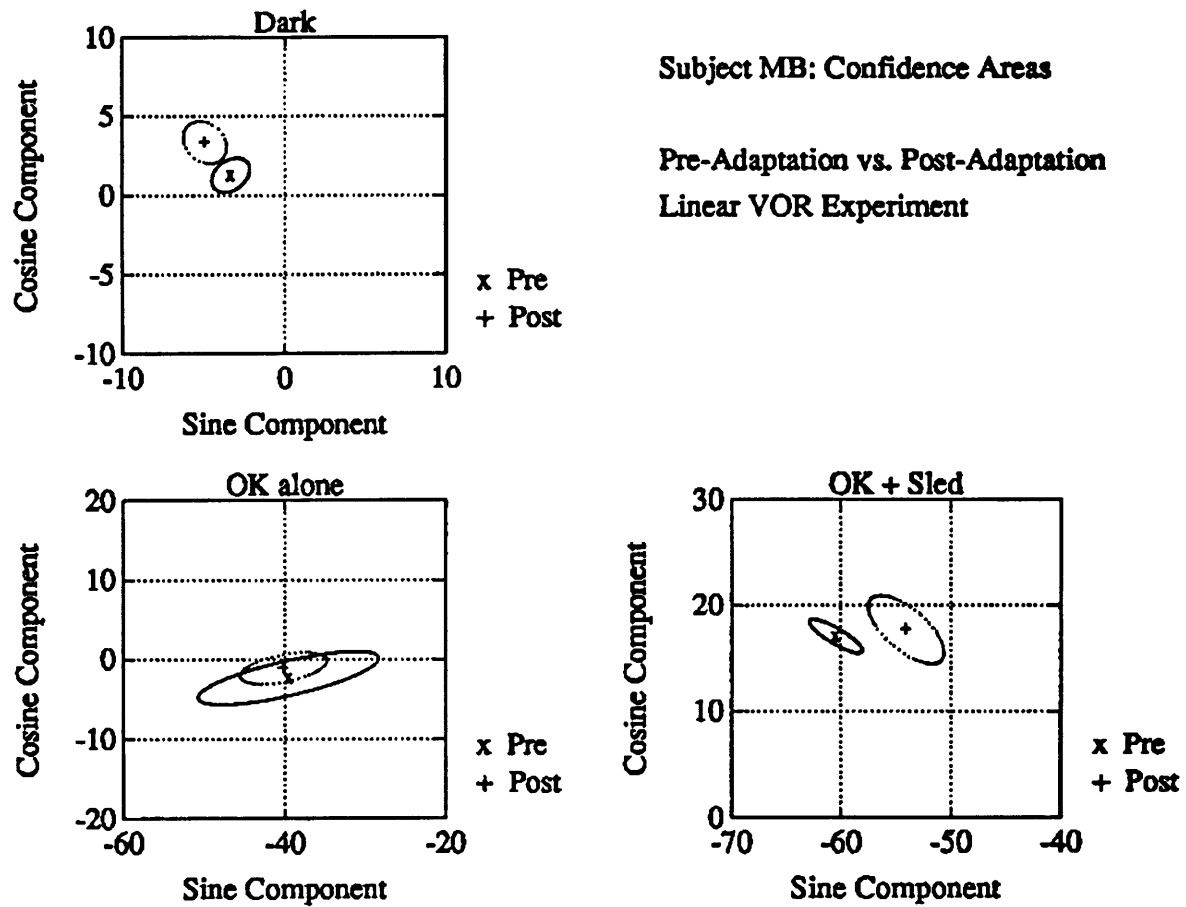 Dark
10
5
0
-5
-10
-10 0 10
Cosine Component
Sine Component
x Pre
+ Post
Subject MB: Confidence Areas
Pre-Adaptation vs. Post-Adaptation
Linear VOR Experiment
OK alone
20
10
0
-10
-20
-60 -40 -20
Cosine Component
Sine Component
x Pre
+ Post
OK + Sled
30
20
10
0
-70 -60 -50 -40
Cosine Component
Sine Component
x Pre
+ Post